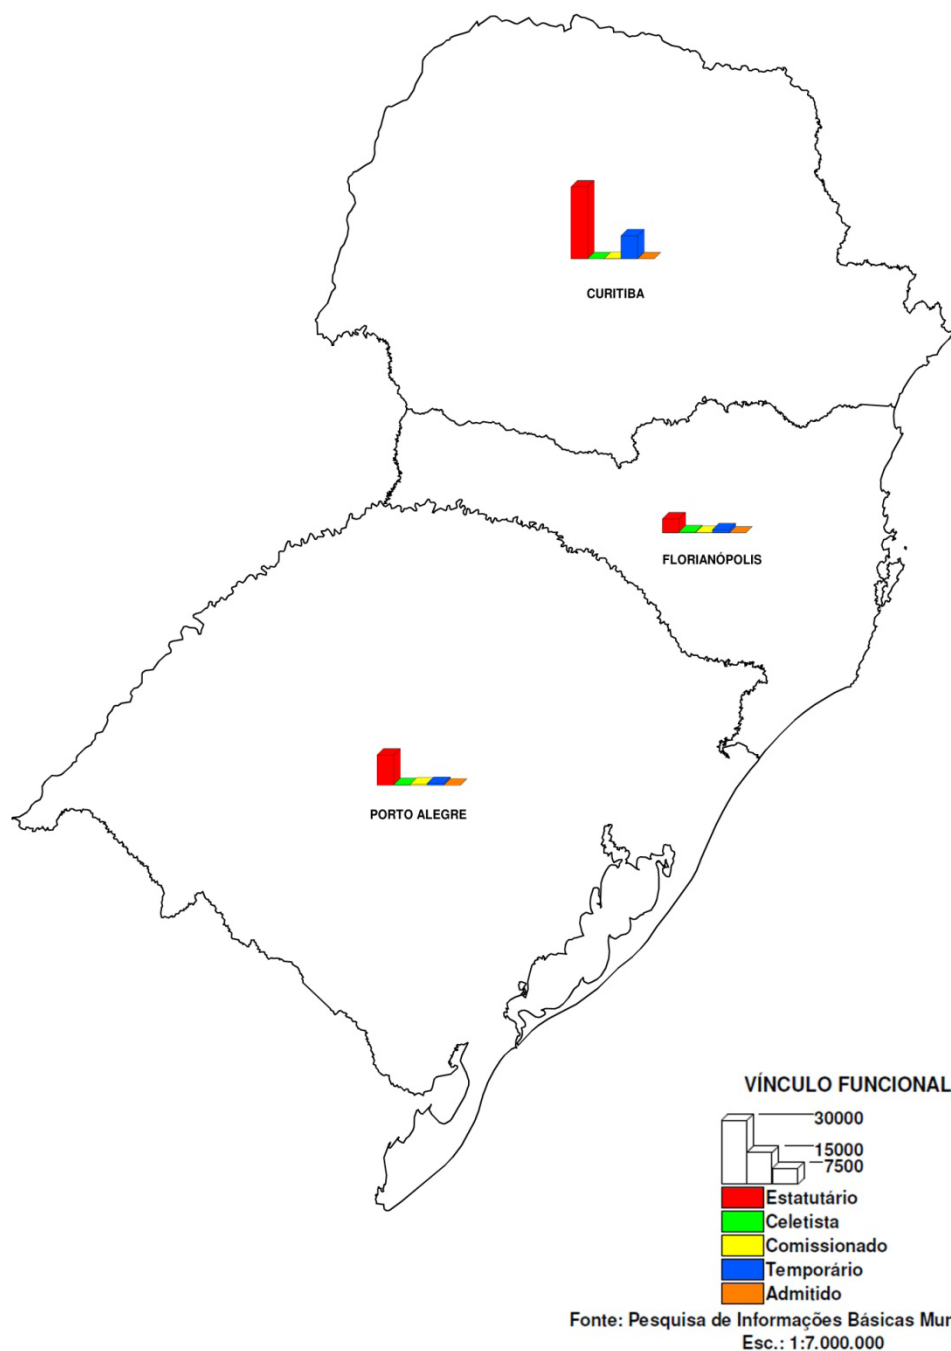 CURITIBA
FLORIANÓPOLIS
PORTO ALEGRE
VÍNCULO FUNCIONAL
30000
15000
7500
Estatutário
Celetista
Comissionado
Temporário
Admitido
Fonte: Pesquisa de Informações Básicas Mun
Esc.: 1:7.000.000